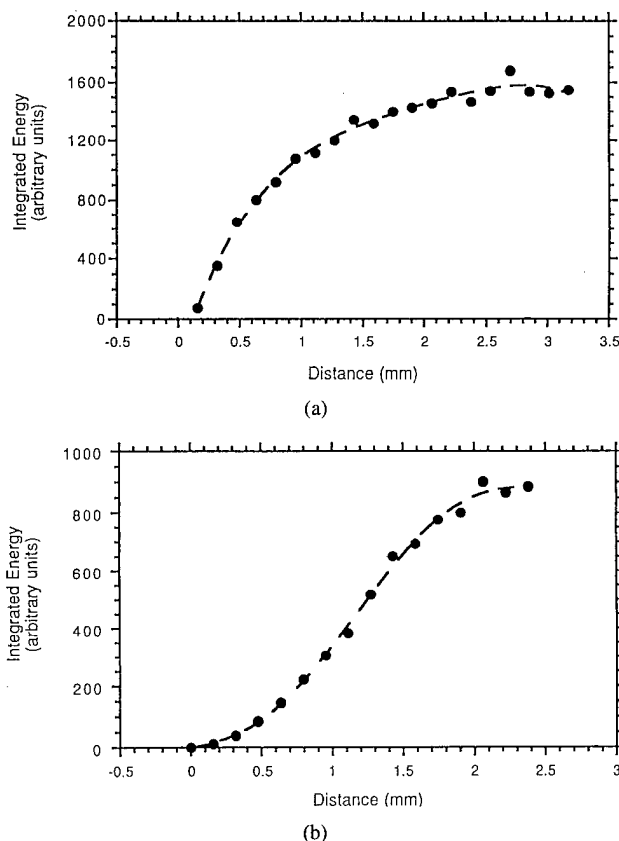 2000
1600
1200
800
400
0
Integrated Energy
(arbitrary units)
-0.5 0 0.5 1 1.5 2 2.5 3 3.5
Distance (mm)
(a)
1000
800
600
400
200
0
Integrated Energy
(arbitrary units)
-0.5 0 0.5 1 1.5 2 2.5 3
Distance (mm)
(b)